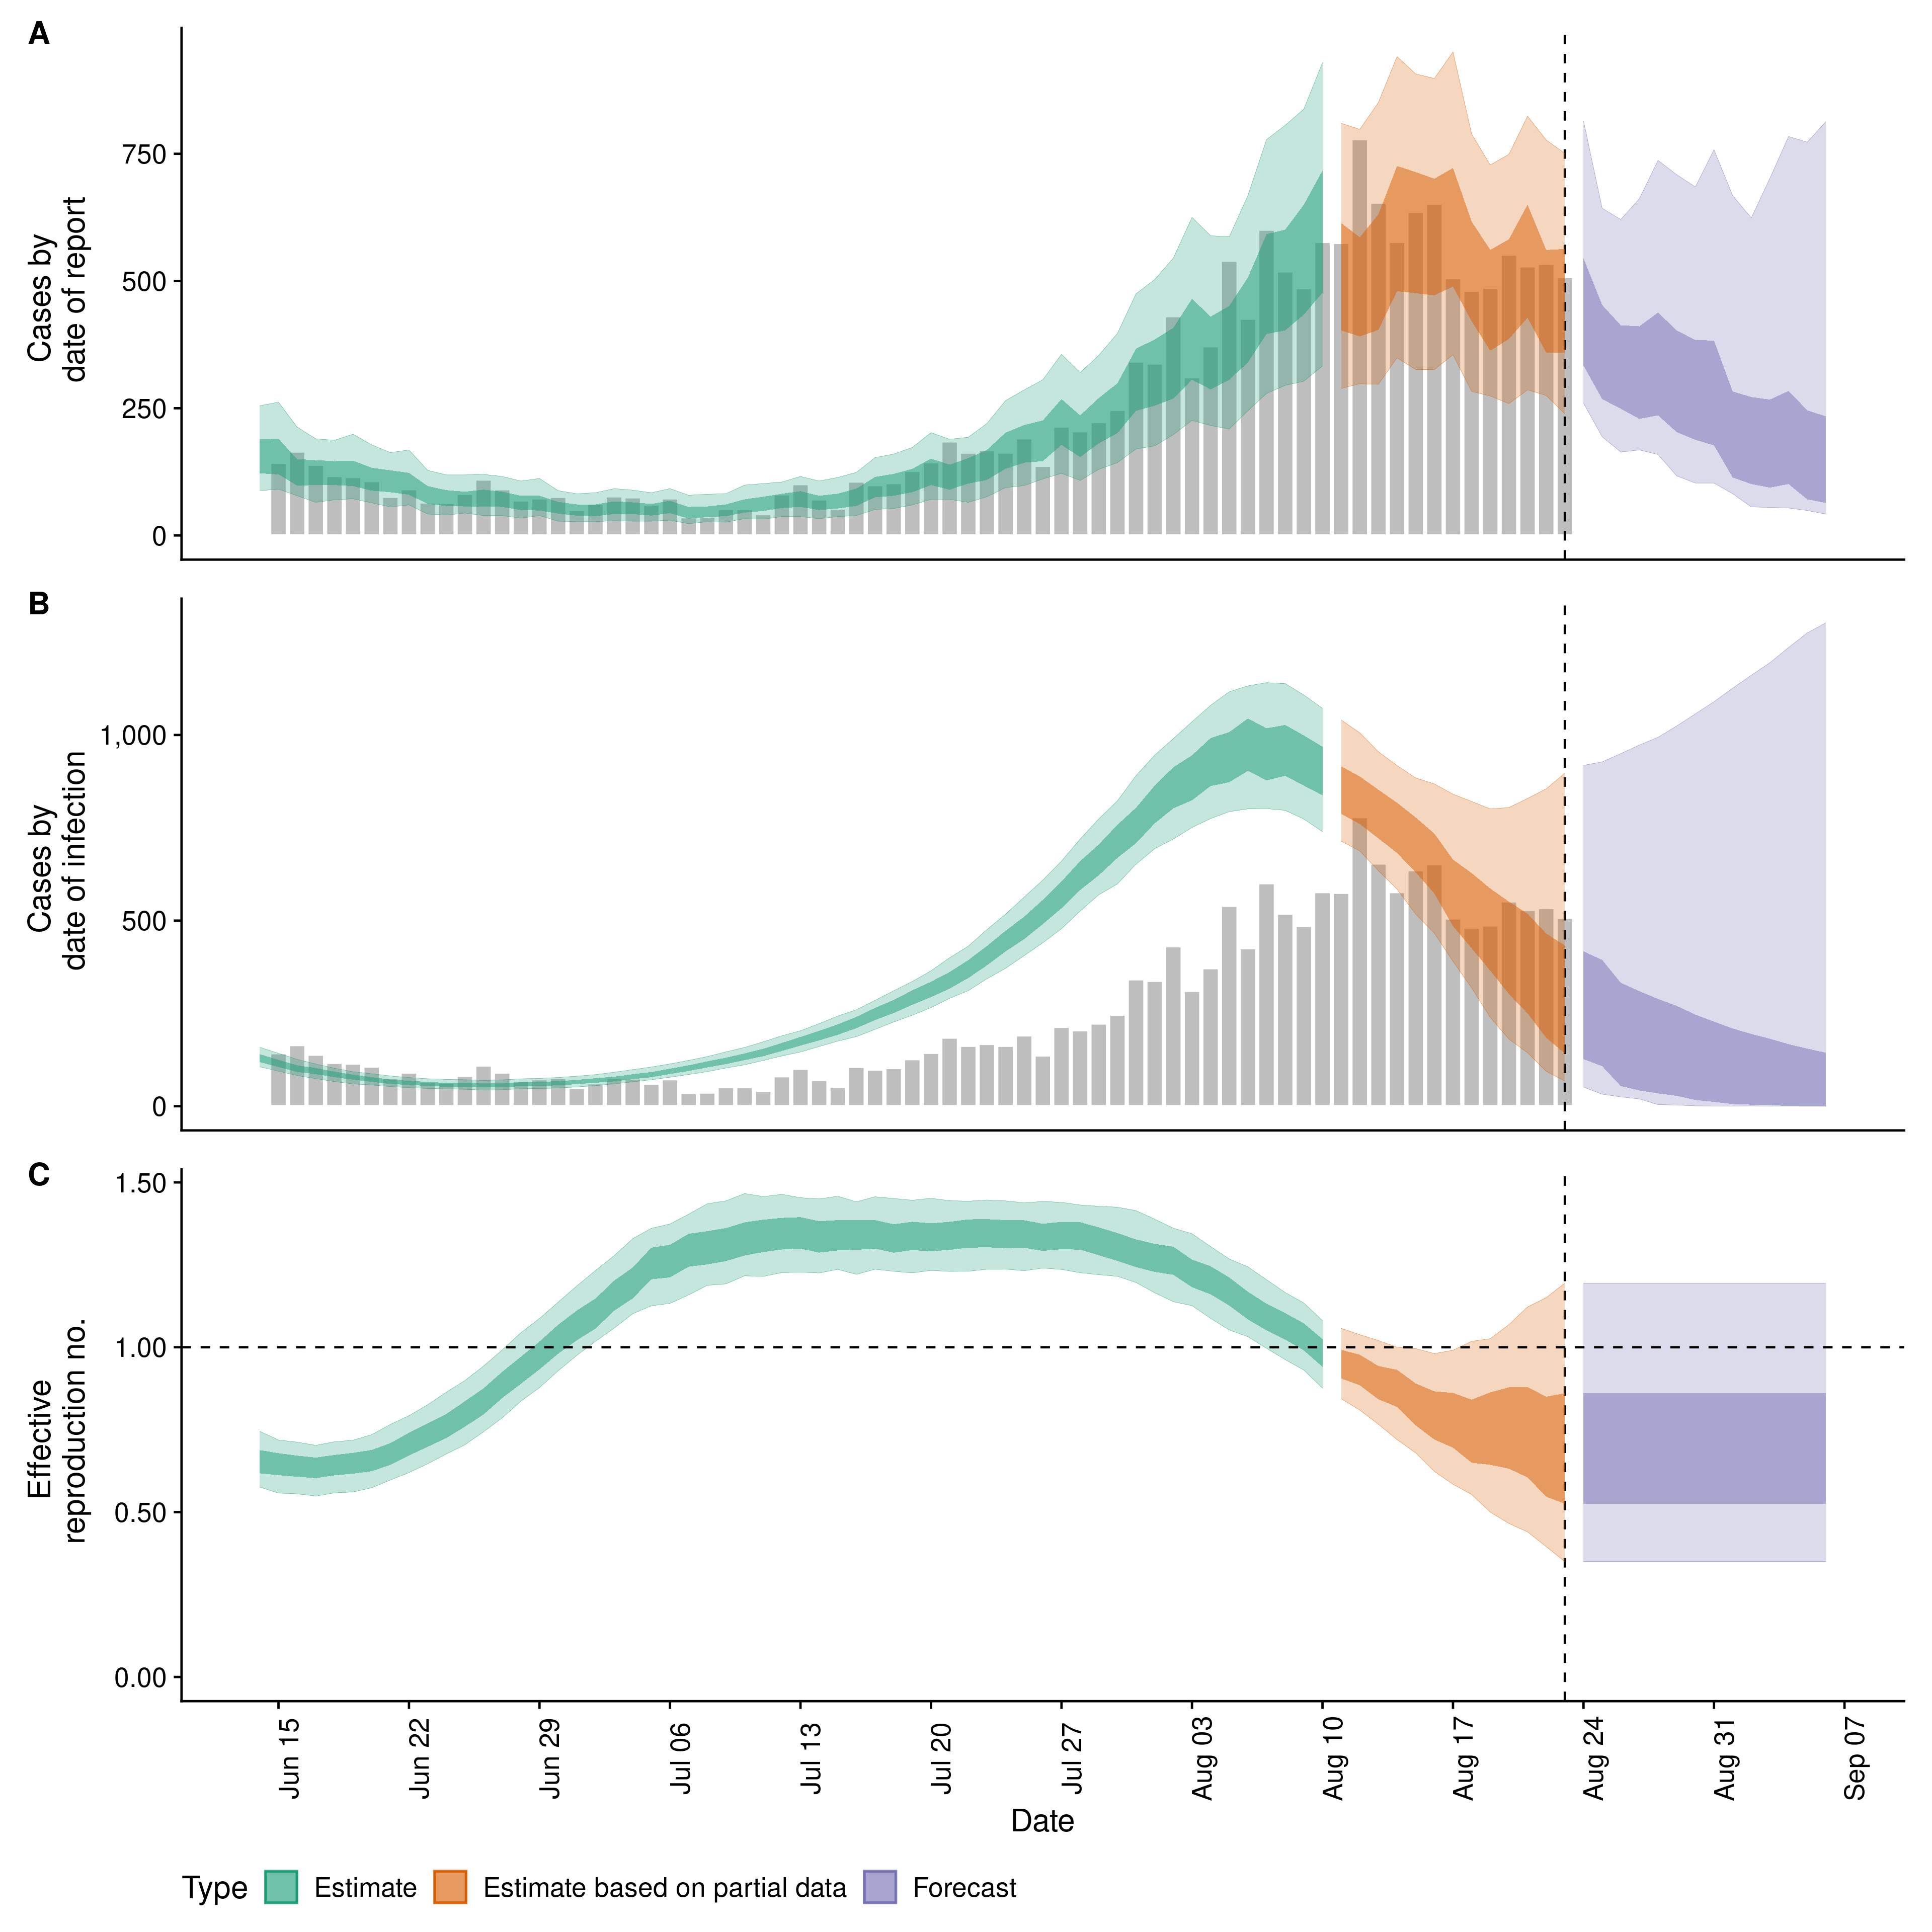 A
Cases by
date of report
750
500
250
0
B
Cases by
date of infection
1,000
500
0
C
Effective
reproduction no.
1.50
1.00
0.50
0.00
Jun 15
Jun 22
Jun 29
Jul 06
Jul 13
Jul 20
Jul 27
Aug 03
Aug 10
Aug 17
Aug 24
Aug 31
Sep 07
Date
Type Estimate Estimate based on partial data Forecast